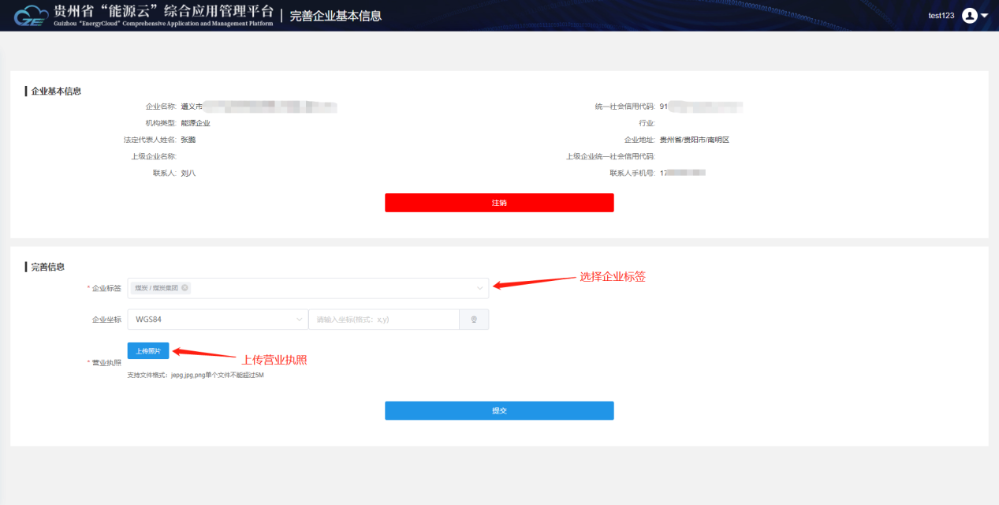 贵州省“能源云”综合应用管理平台
Guizhou "EnergyCloud" Comprehensive Application and Management Platform
完善企业基本信息
test123
企业基本信息
企业名称: 遵义市
统一社会信用代码: 91
机构类型: 能源企业
行业:
法定代表人姓名: 张鹏
企业地址: 贵州省/贵阳市/南明区
上级企业名称:
上级企业统一社会信用代码:
联系人: 刘八
联系人手机号: 17
注销
完善信息
* 企业标签 煤炭 / 煤炭集团
选择企业标签
企业坐标 WGS84 请输入坐标(格式：x,y)
上传照片
上传营业执照
* 营业执照
支持文件格式：jepg,jpg,png单个文件不能超过5M
提交